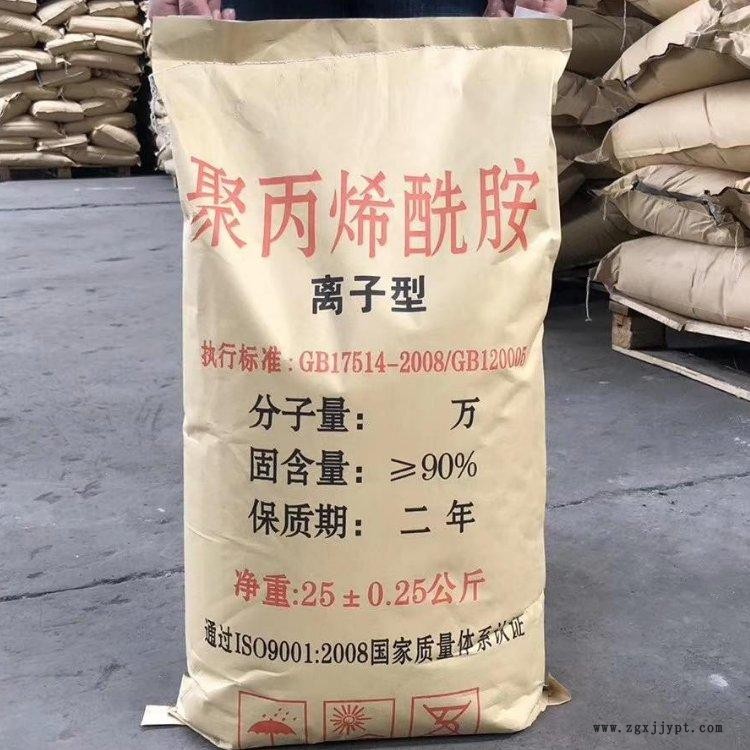 聚丙烯酰胺
离子型
执行标准:GB17514-2008/GB120005
分子量: 万
固含量: ≥90%
保质期: 二年
净重:25±0.25公斤
通过ISO9001:2008国家质量体系认证
www.zgxjjypt.com